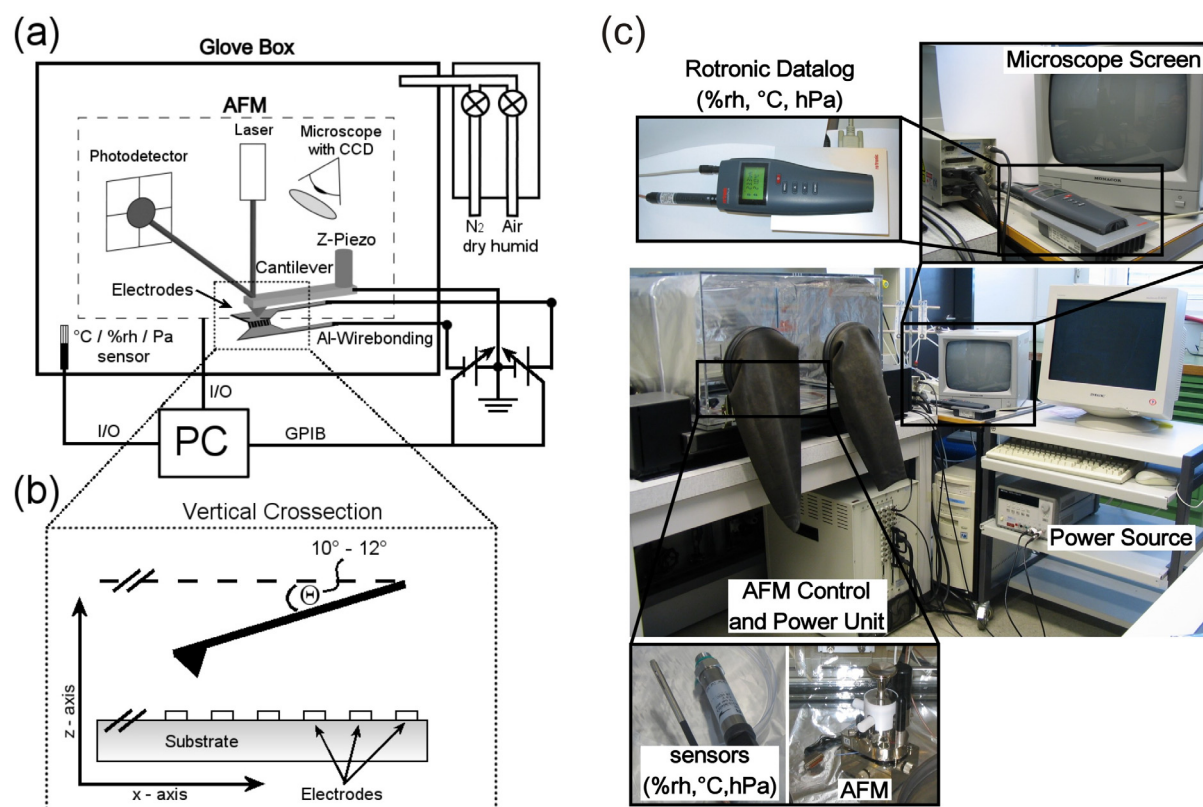 (a)
Glove Box
AFM
Laser
Microscope
with CCD
Photodetector
N2
dry
Air
humid
Z-Piezo
Cantilever
Electrodes
°C / %rh / Pa
sensor
Al-Wirebonding
I/O
I/O
PC
GPIB
(b)
Vertical Crossection
10° - 12°
Θ
z - axis
Substrate
x - axis
Electrodes
(c)
Rotronic Datalog
(%rh, °C, hPa)
Microscope Screen
Power Source
AFM Control
and Power Unit
sensors
(%rh,°C,hPa)
AFM